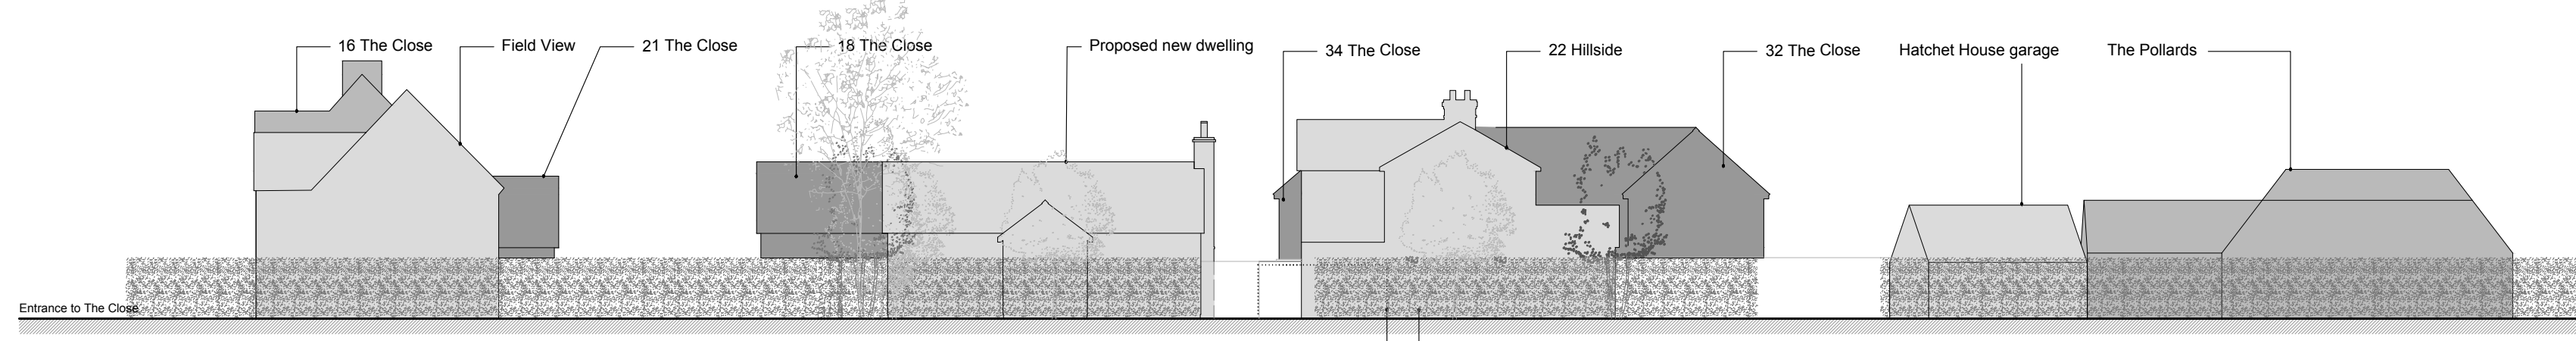 16 The Close
Field View
21 The Close
18 The Close
Proposed new dwelling
34 The Close
22 Hillside
32 The Close
Hatchet House garage
The Pollards
Entrance to The Close